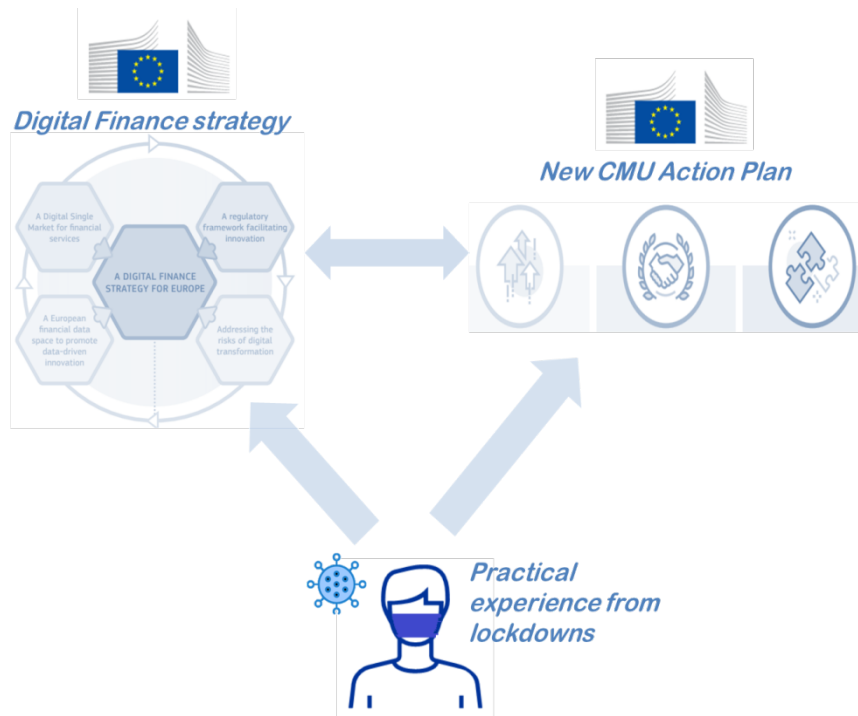 Digital Finance strategy
A Digital Single
Market for financial
services
A regulatory
framework facilitating
innovation
A DIGITAL FINANCE
STRATEGY FOR EUROPE
A European
financial data
space to promote
data-driven
innovation
Addressing the
risks of digital
transformation
New CMU Action Plan
Practical
experience from
lockdowns